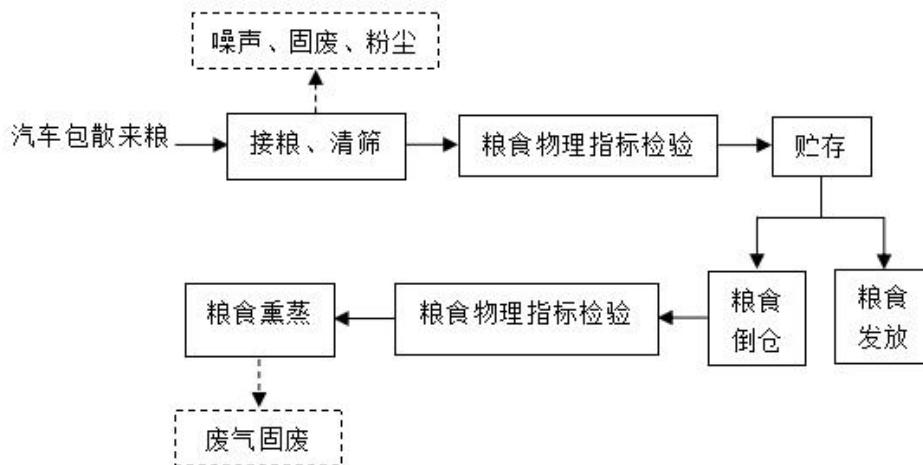 噪声、固废、粉尘
汽车包散来粮
接粮、清筛
粮食物理指标检验
贮存
粮食熏蒸
粮食物理指标检验
粮食
倒仓
粮食
发放
废气固废